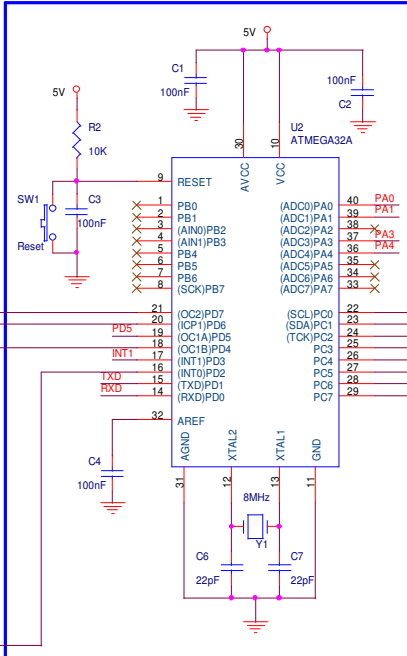 5V
C1
100nF
100nF
C2
5V
R2
10K
U2
ATMEGA32A
30
10
AVCC
VCC
SW1
C3
100nF
Reset
9 RESET
1 PB0 (ADC0)PA0 40 PA0
2 PB1 (ADC1)PA1 39 PA1
3 (AIN0)PB2 (ADC2)PA2 38
4 (AIN1)PB3 (ADC3)PA3 37 PA3
5 PB4 (ADC4)PA4 36 PA4
6 PB5 (ADC5)PA5 35
7 PB6 (ADC6)PA6 34
8 (SCK)PB7 (ADC7)PA7 33
21 (OC2)PD7 (SCL)PC0 22
20 (ICP1)PD6 (SDA)PC1 23
PD5 19 (OC1A)PD5 (TCK)PC2 24
18 (OC1B)PD4 PC3 25
INT1 17 (INT1)PD3 PC4 26
16 (INT0)PD2 PC5 27
TXD 15 (TXD)PD1 PC6 28
RXD 14 (RXD)PD0 PC7 29
32 AREF
AGND
XTAL2
XTAL1
GND
C4
100nF
31
12
13
11
8MHz
Y1
C6
22pF
C7
22pF